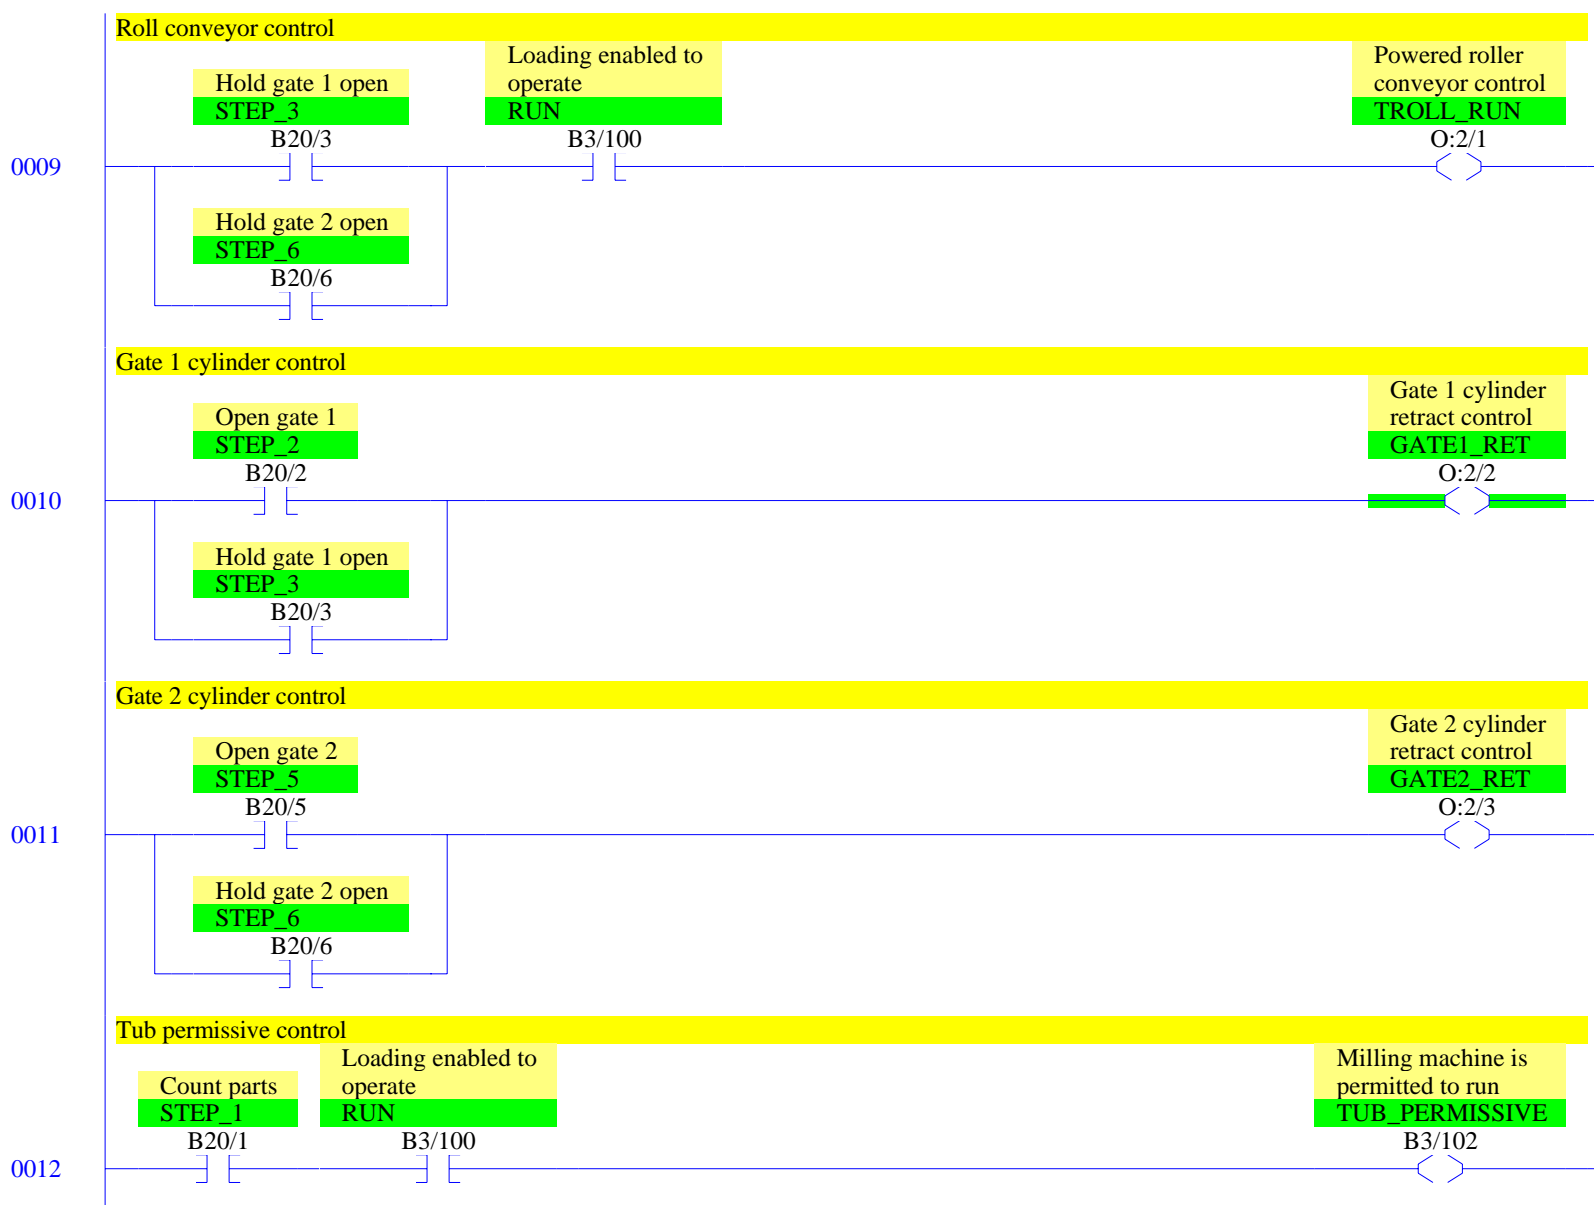 Roll conveyor control
Hold gate 1 open
STEP_3
B20/3
Loading enabled to
operate
RUN
B3/100
Powered roller
conveyor control
TROLL_RUN
O:2/1
0009
Hold gate 2 open
STEP_6
B20/6
Gate 1 cylinder control
Open gate 1
STEP_2
B20/2
Gate 1 cylinder
retract control
GATE1_RET
O:2/2
0010
Hold gate 1 open
STEP_3
B20/3
Gate 2 cylinder control
Open gate 2
STEP_5
B20/5
Gate 2 cylinder
retract control
GATE2_RET
O:2/3
0011
Hold gate 2 open
STEP_6
B20/6
Tub permissive control
Count parts
STEP_1
B20/1
Loading enabled to
operate
RUN
B3/100
Milling machine is
permitted to run
TUB_PERMISSIVE
B3/102
0012